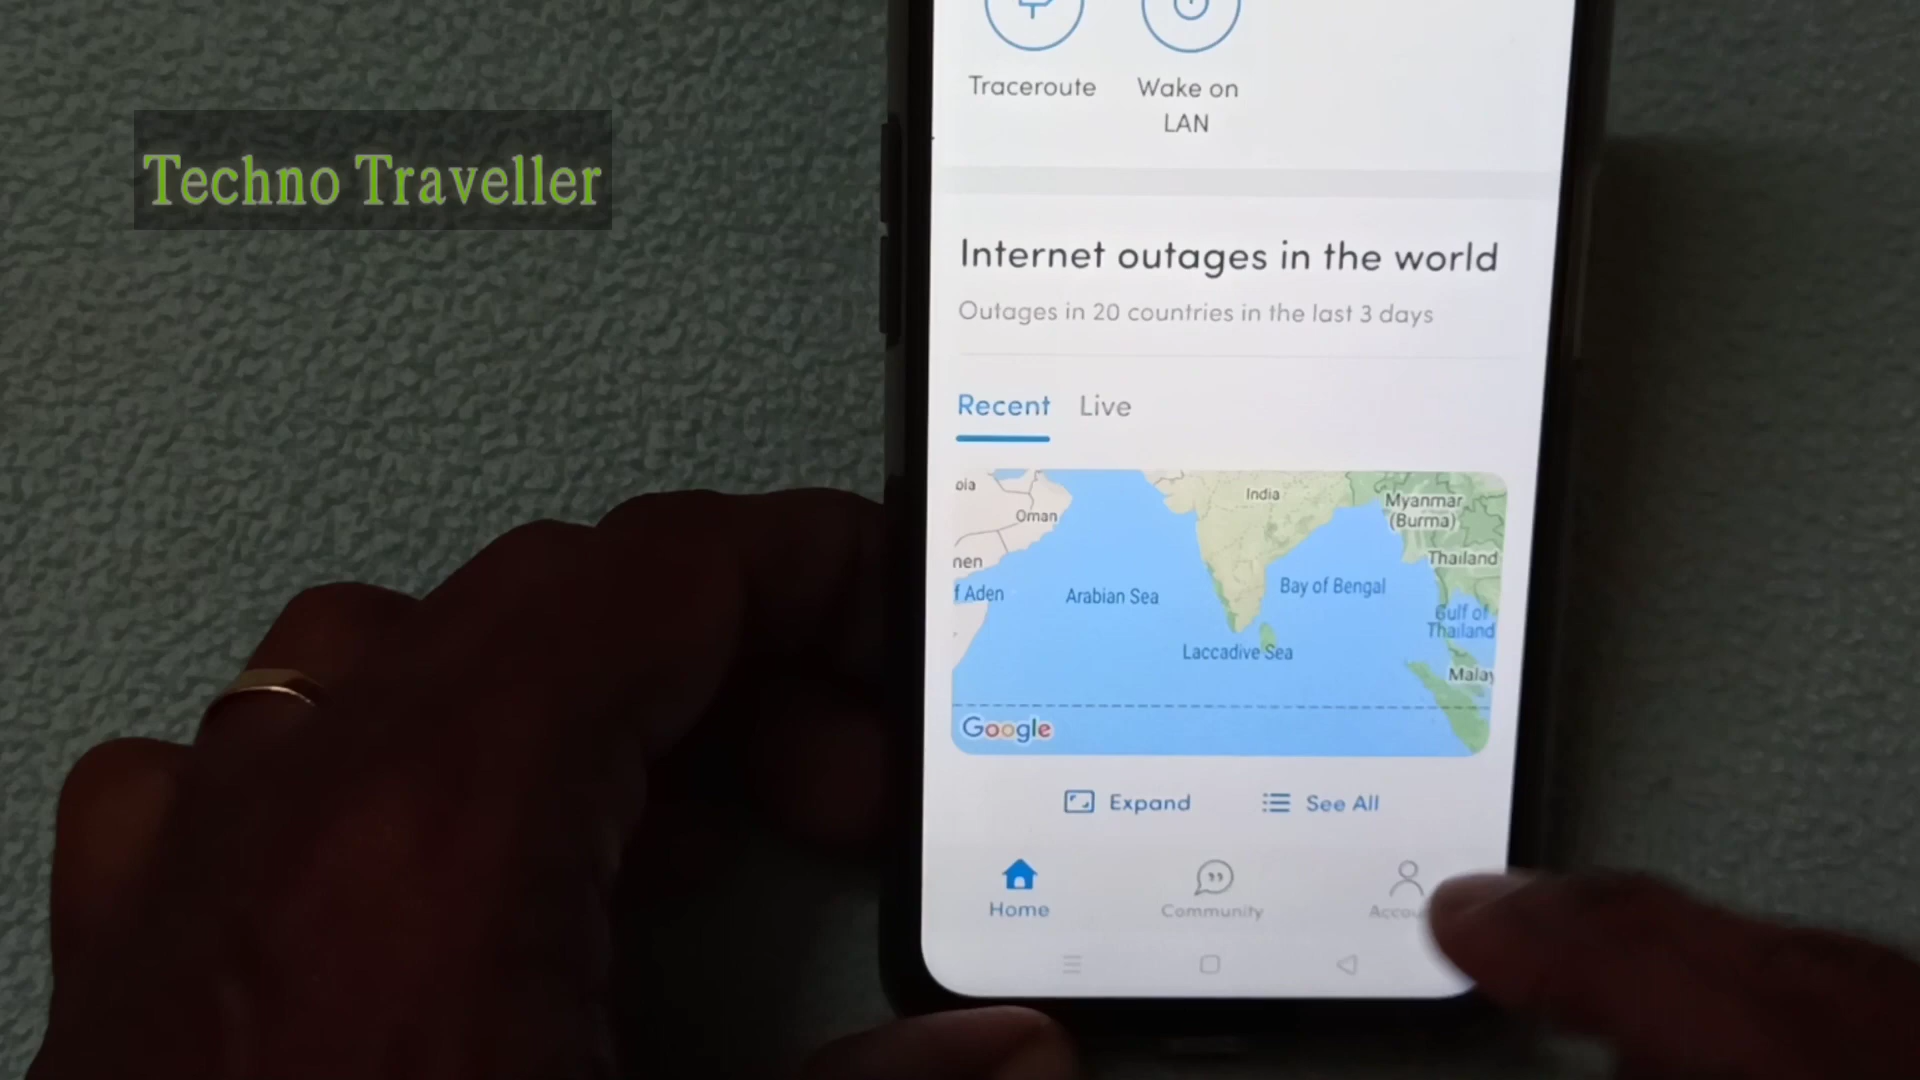 Techno Traveller
Traceroute
Wake on
LAN
Internet outages in the world
Outages in 20 countries in the last 3 days
Recent
Live
oia
Oman
nen
f Aden
Arabian Sea
India
Bay of Bengal
Laccadive Sea
Myanmar
(Burma)
Thailand
Gulf of
Thailand
Malay
Google
Expand
See All
Home
Community
Accou